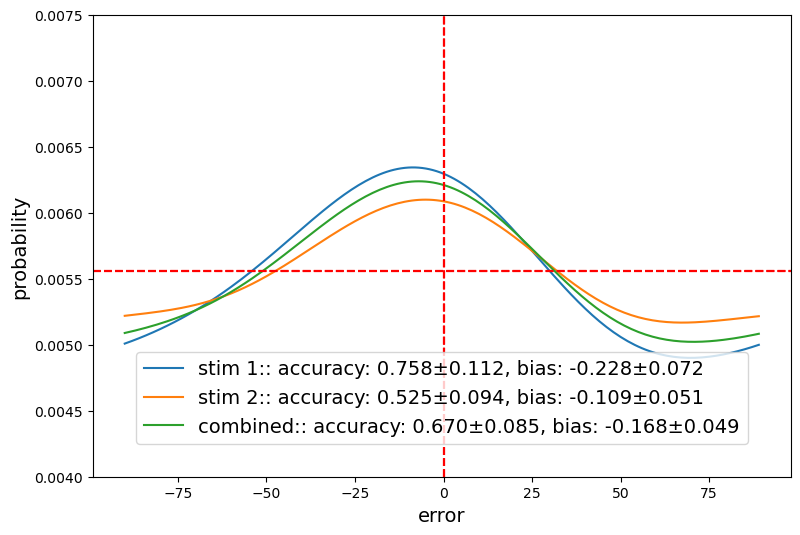 0.0075
0.0070
0.0065
0.0060
0.0055
0.0050
0.0045
0.0040
probability
stim 1:: accuracy: 0.758±0.112, bias: -0.228±0.072
stim 2:: accuracy: 0.525±0.094, bias: -0.109±0.051
combined:: accuracy: 0.670±0.085, bias: -0.168±0.049
−75 −50 −25 0 25 50 75
error